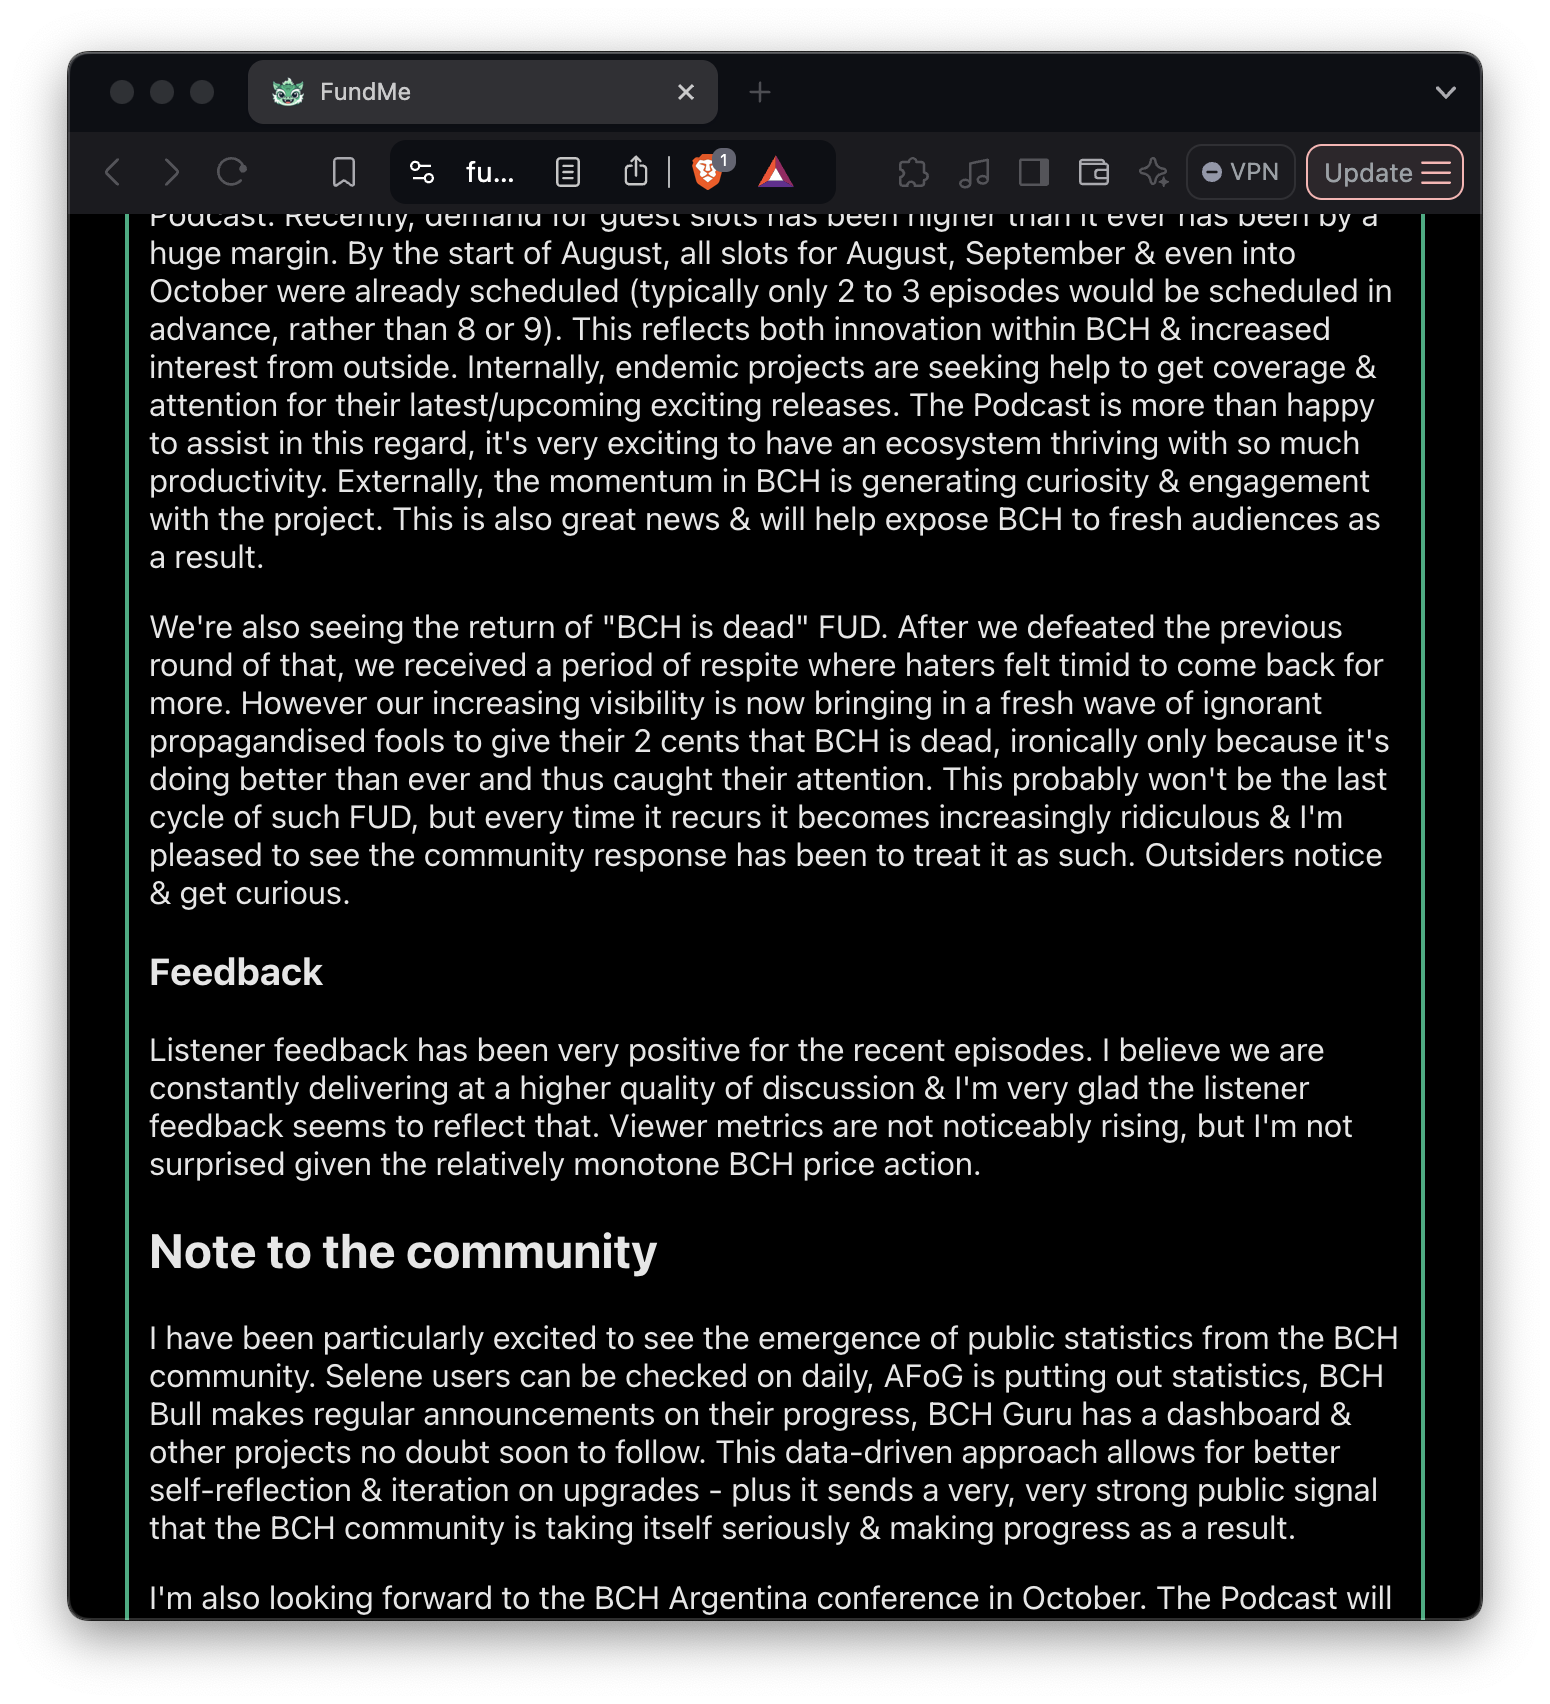 FundMe
fu...
1
VPN
Update
Podcast. Recently, demand for guest slots has been higher than it ever has been by a
huge margin. By the start of August, all slots for August, September & even into
October were already scheduled (typically only 2 to 3 episodes would be scheduled in
advance, rather than 8 or 9). This reflects both innovation within BCH & increased
interest from outside. Internally, endemic projects are seeking help to get coverage &
attention for their latest/upcoming exciting releases. The Podcast is more than happy
to assist in this regard, it's very exciting to have an ecosystem thriving with so much
productivity. Externally, the momentum in BCH is generating curiosity & engagement
with the project. This is also great news & will help expose BCH to fresh audiences as
a result.
We're also seeing the return of "BCH is dead" FUD. After we defeated the previous
round of that, we received a period of respite where haters felt timid to come back for
more. However our increasing visibility is now bringing in a fresh wave of ignorant
propagandised fools to give their 2 cents that BCH is dead, ironically only because it's
doing better than ever and thus caught their attention. This probably won't be the last
cycle of such FUD, but every time it recurs it becomes increasingly ridiculous & I'm
pleased to see the community response has been to treat it as such. Outsiders notice
& get curious.
Feedback
Listener feedback has been very positive for the recent episodes. I believe we are
constantly delivering at a higher quality of discussion & I'm very glad the listener
feedback seems to reflect that. Viewer metrics are not noticeably rising, but I'm not
surprised given the relatively monotone BCH price action.
Note to the community
I have been particularly excited to see the emergence of public statistics from the BCH
community. Selene users can be checked on daily, AFoG is putting out statistics, BCH
Bull makes regular announcements on their progress, BCH Guru has a dashboard &
other projects no doubt soon to follow. This data-driven approach allows for better
self-reflection & iteration on upgrades - plus it sends a very, very strong public signal
that the BCH community is taking itself seriously & making progress as a result.
I'm also looking forward to the BCH Argentina conference in October. The Podcast will